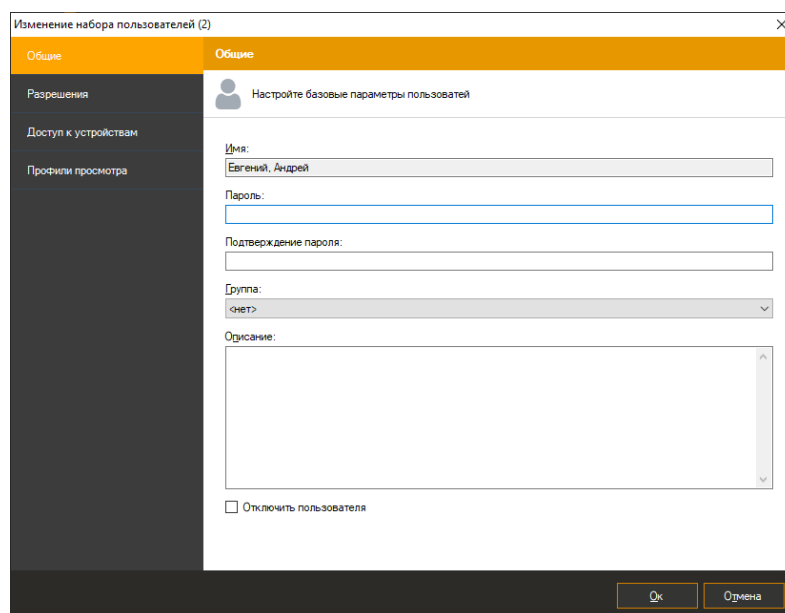 Изменение набора пользователей (2)
Общие
Разрешения
Доступ к устройствам
Профили просмотра
Общие
Настройте базовые параметры пользоватей
Имя:
Евгений, Андрей
Пароль:
Подтверждение пароля:
Группа:
<нет>
Описание:
Отключить пользователя
Ок
Отмена